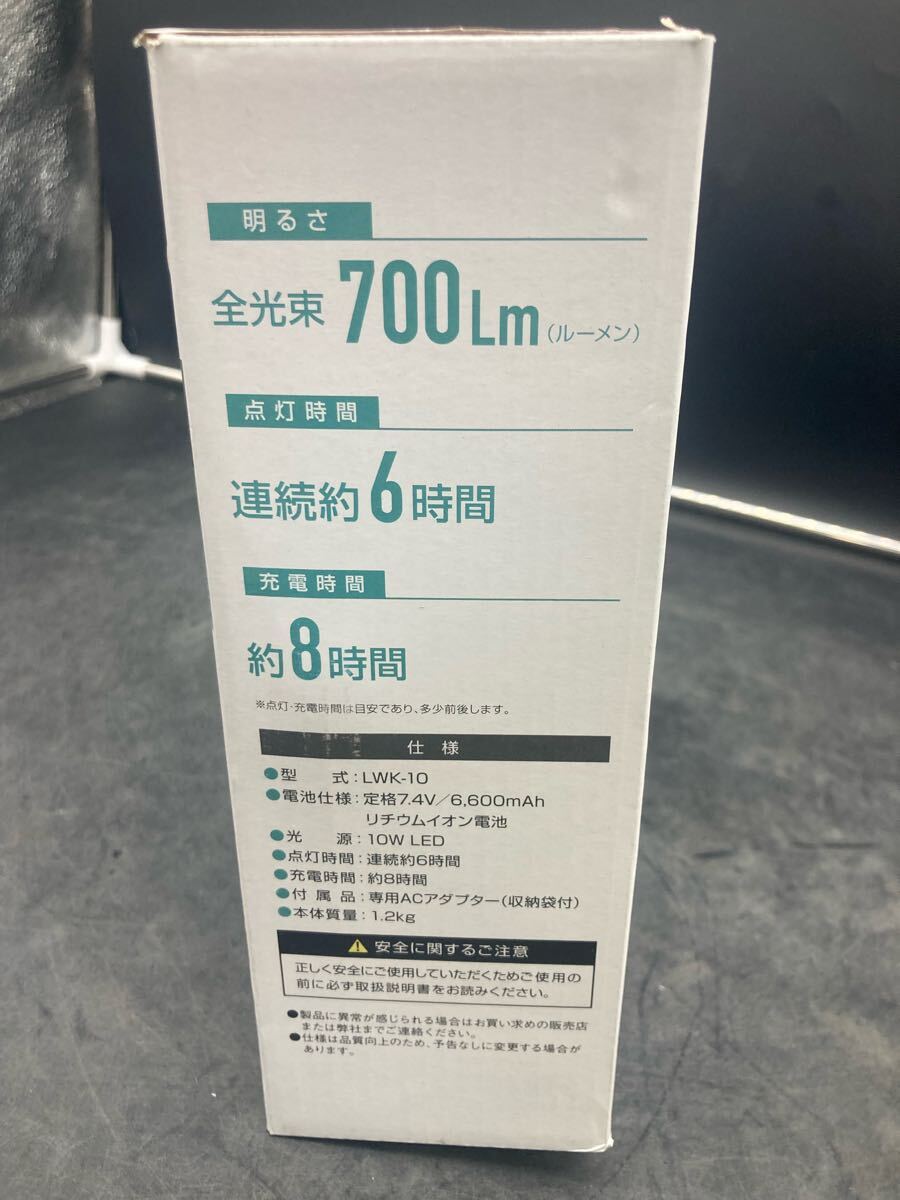 明るさ
全光束 700Lm(ルーメン)
点灯時間
連続約6時間
充電時間
約8時間
※点灯・充電時間は目安であり、多少前後します。
仕様
●型 式:LWK-10
●電池仕様:定格7.4V/6,600mAh
リチウムイオン電池
●光 源:10W LED
●点灯時間:連続約6時間
●充電時間:約8時間
●付属品:専用ACアダプター(収納袋付)
●本体質量:1.2kg
安全に関するご注意
正しく安全にご使用していただくためご使用の
前に必ず取扱説明書をお読みください。
●製品に異常が感じられる場合はお買い求めの販売店
または弊社までご連絡ください。
●仕様は品質向上のため、予告なしに変更する場合が
あります。